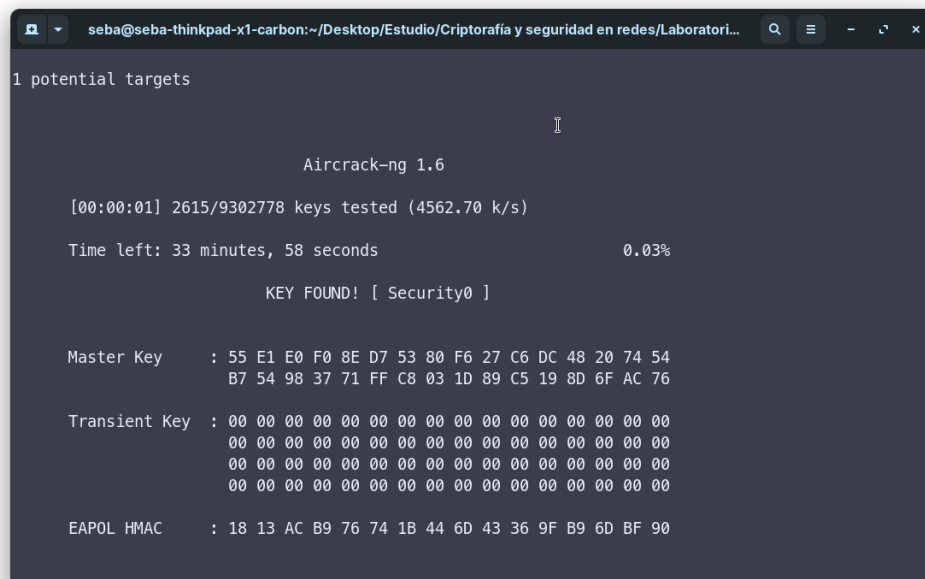 seba@seba-thinkpad-x1-carbon:~/Desktop/Estudio/Criptorafía y seguridad en redes/Laboratori...
1 potential targets
Aircrack-ng 1.6
[00:00:01] 2615/9302778 keys tested (4562.70 k/s)
Time left: 33 minutes, 58 seconds 0.03%
KEY FOUND! [ Security0 ]
Master Key : 55 E1 E0 F0 8E D7 53 80 F6 27 C6 DC 48 20 74 54
B7 54 98 37 71 FF C8 03 1D 89 C5 19 8D 6F AC 76
Transient Key : 00 00 00 00 00 00 00 00 00 00 00 00 00 00 00 00
00 00 00 00 00 00 00 00 00 00 00 00 00 00 00 00
00 00 00 00 00 00 00 00 00 00 00 00 00 00 00 00
00 00 00 00 00 00 00 00 00 00 00 00 00 00 00 00
EAPOL HMAC : 18 13 AC B9 76 74 1B 44 6D 43 36 9F B9 6D BF 90